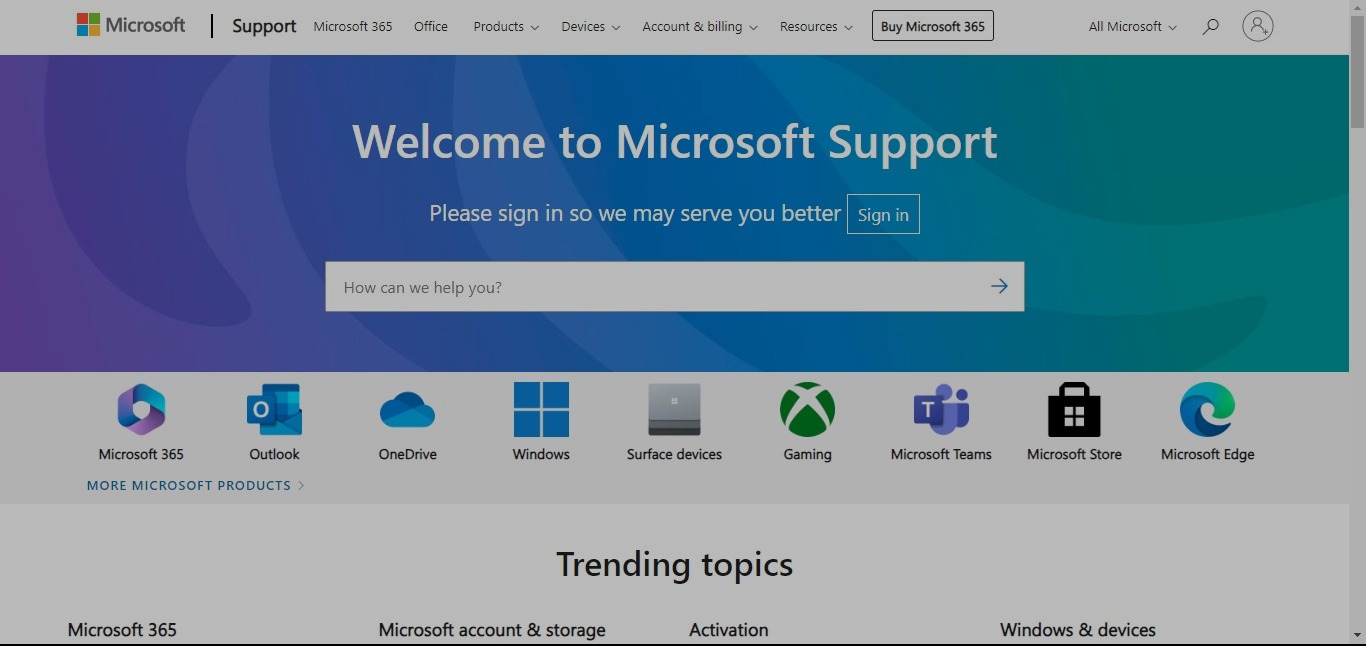 Microsoft | Support Microsoft 365 Office Products Devices Account & billing Resources Buy Microsoft 365 All Microsoft
Welcome to Microsoft Support
Please sign in so we may serve you better Sign in
How can we help you?
Microsoft 365 Outlook OneDrive Windows Surface devices Gaming Microsoft Teams Microsoft Store Microsoft Edge
MORE MICROSOFT PRODUCTS >
Trending topics
Microsoft 365 Microsoft account & storage Activation Windows & devices